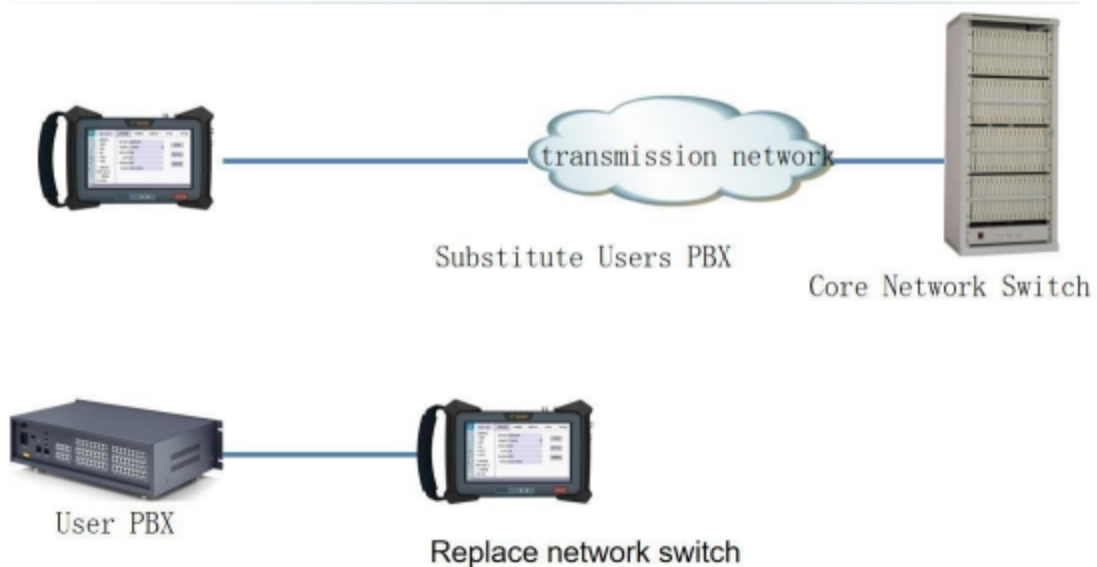 transmission network
Substitute Users PBX
Core Network Switch
User PBX
Replace network switch